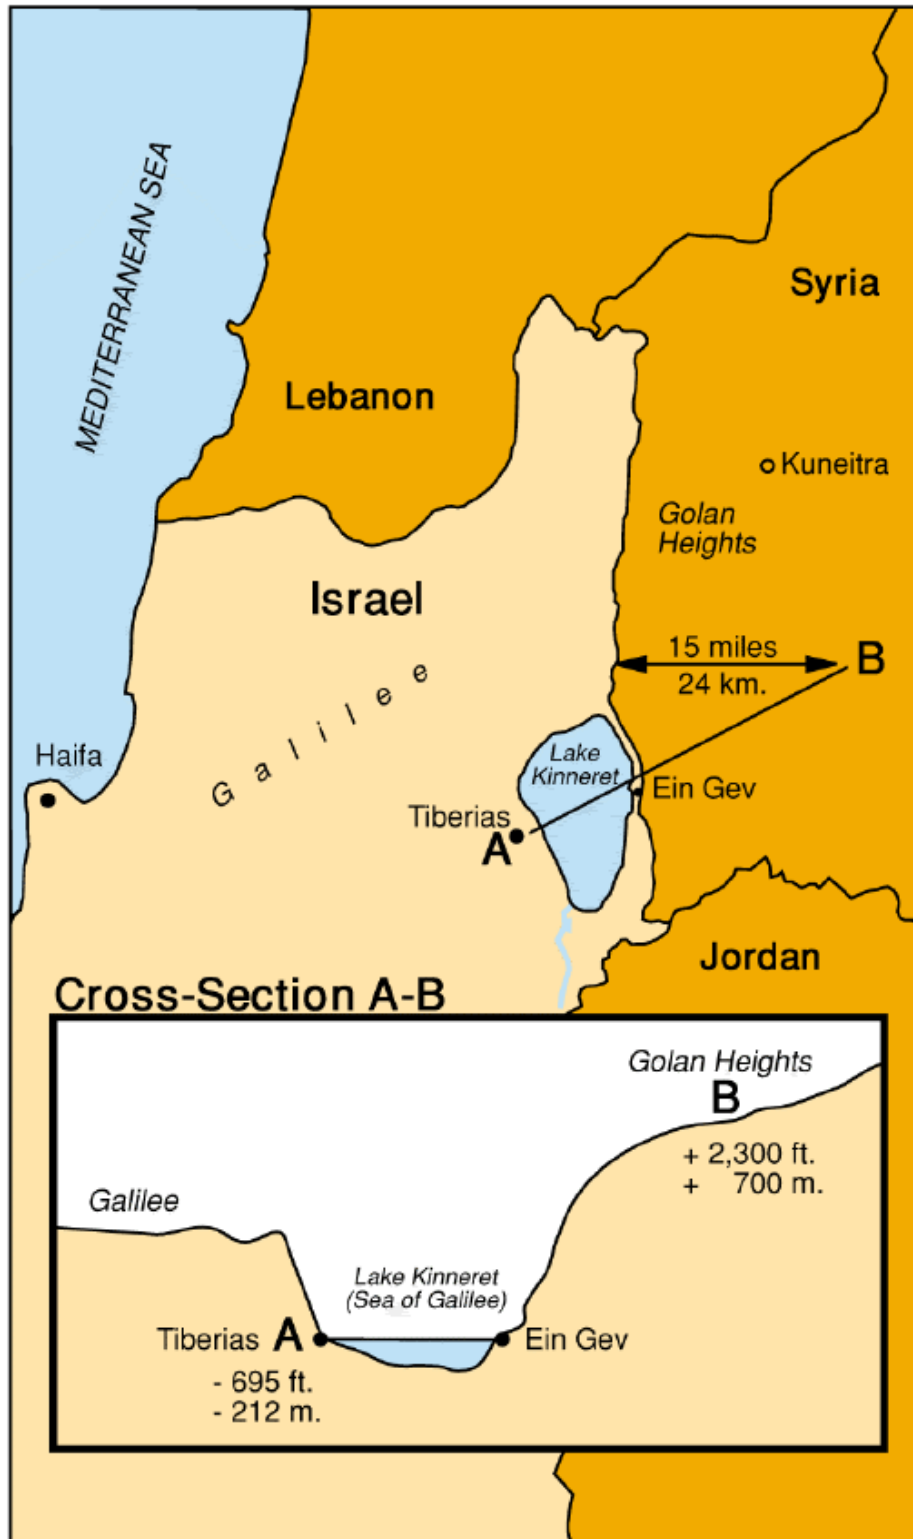 MEDITERRANEAN SEA
Syria
Lebanon
Kuneitra
Golan
Heights
Israel
15 miles
B
24 km.
Galilee
Haifa
Lake
Kinneret
Ein Gev
Tiberias
A
Jordan
Cross-Section A-B
Golan Heights
B
+ 2,300 ft.
+ 700 m.
Galilee
Lake Kinneret
(Sea of Galilee)
Tiberias A
Ein Gev
- 695 ft.
- 212 m.